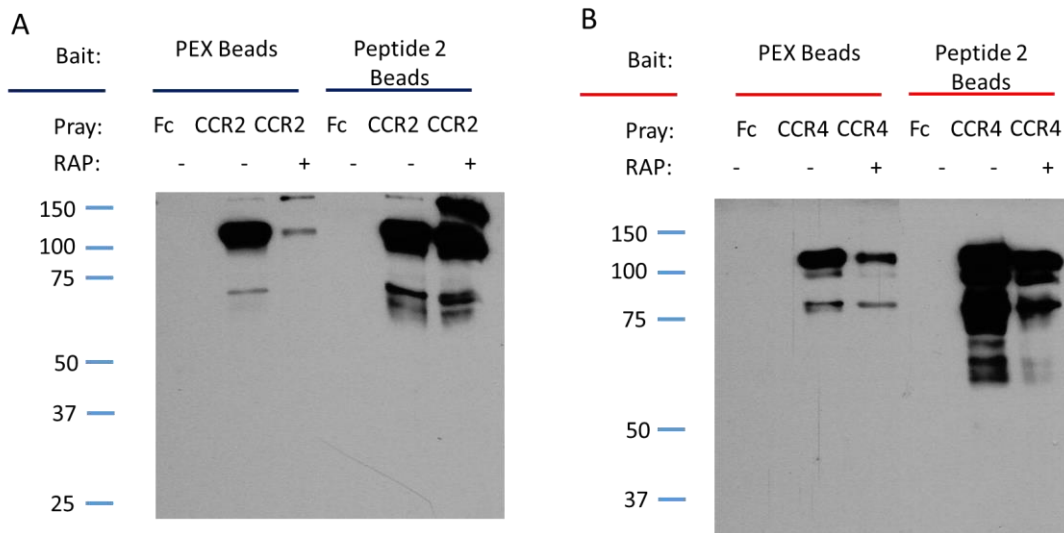 A
Bait: PEX Beads Peptide 2
Beads
Pray: Fc CCR2 CCR2 Fc CCR2 CCR2
RAP: - - + - - +
150
100
75
50
37
25
B
Bait: PEX Beads Peptide 2
Beads
Pray: Fc CCR4 CCR4 Fc CCR4 CCR4
RAP: - - + - - +
150
100
75
50
37